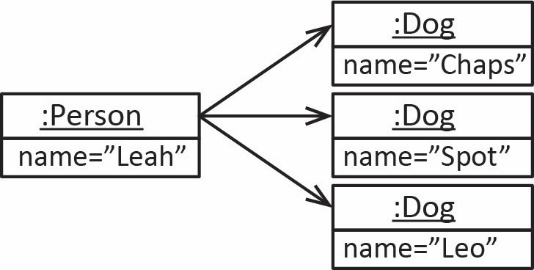 :Person
name=”Leah”
:Dog
name=”Chaps”
:Dog
name=”Spot”
:Dog
name=”Leo”